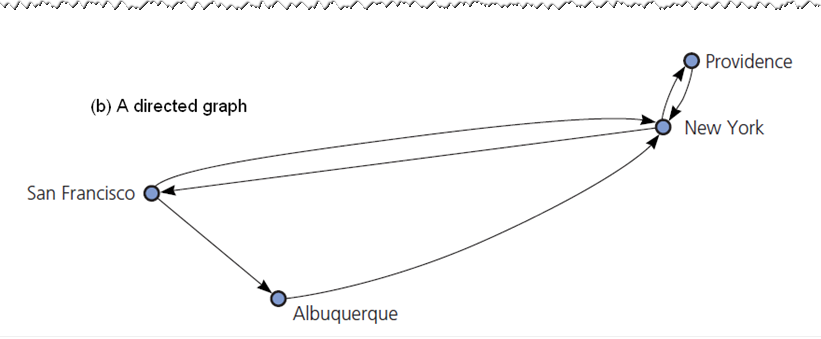 Providence
(b) A directed graph
New York
San Francisco
Albuquerque